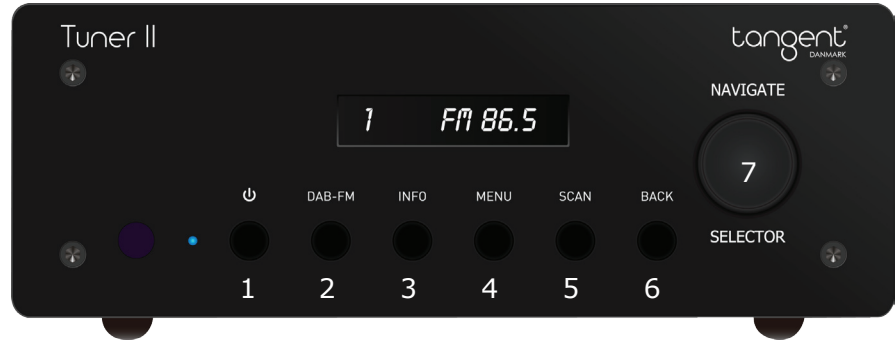 Tuner II
tangent®
DANMARK
NAVIGATE
1 FM 86.5
7
DAB-FM INFO MENU SCAN BACK
SELECTOR
1 2 3 4 5 6